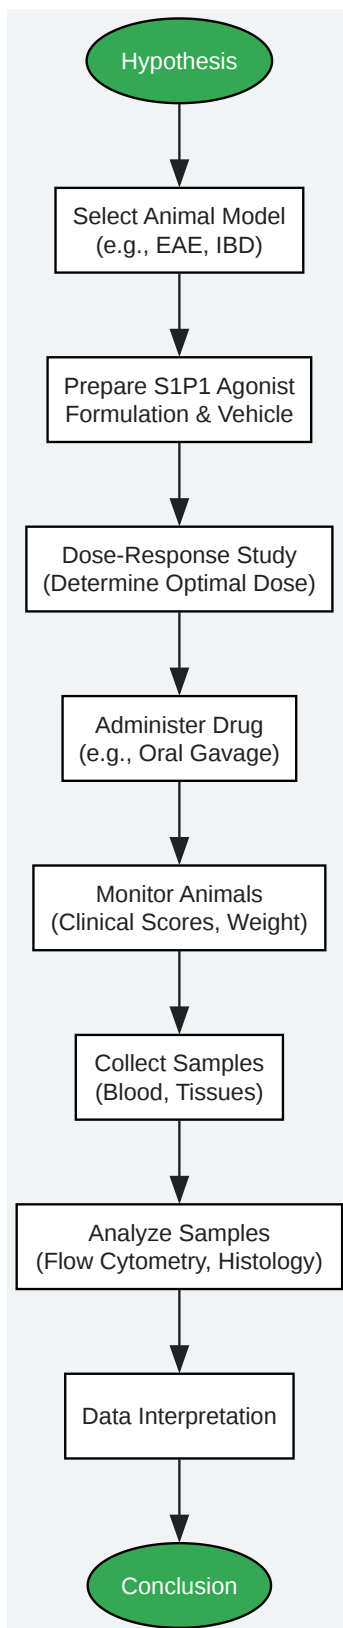 Hypothesis
Select Animal Model
(e.g., EAE, IBD)
Prepare S1P1 Agonist
Formulation & Vehicle
Dose-Response Study
(Determine Optimal Dose)
Administer Drug
(e.g., Oral Gavage)
Monitor Animals
(Clinical Scores, Weight)
Collect Samples
(Blood, Tissues)
Analyze Samples
(Flow Cytometry, Histology)
Data Interpretation
Conclusion